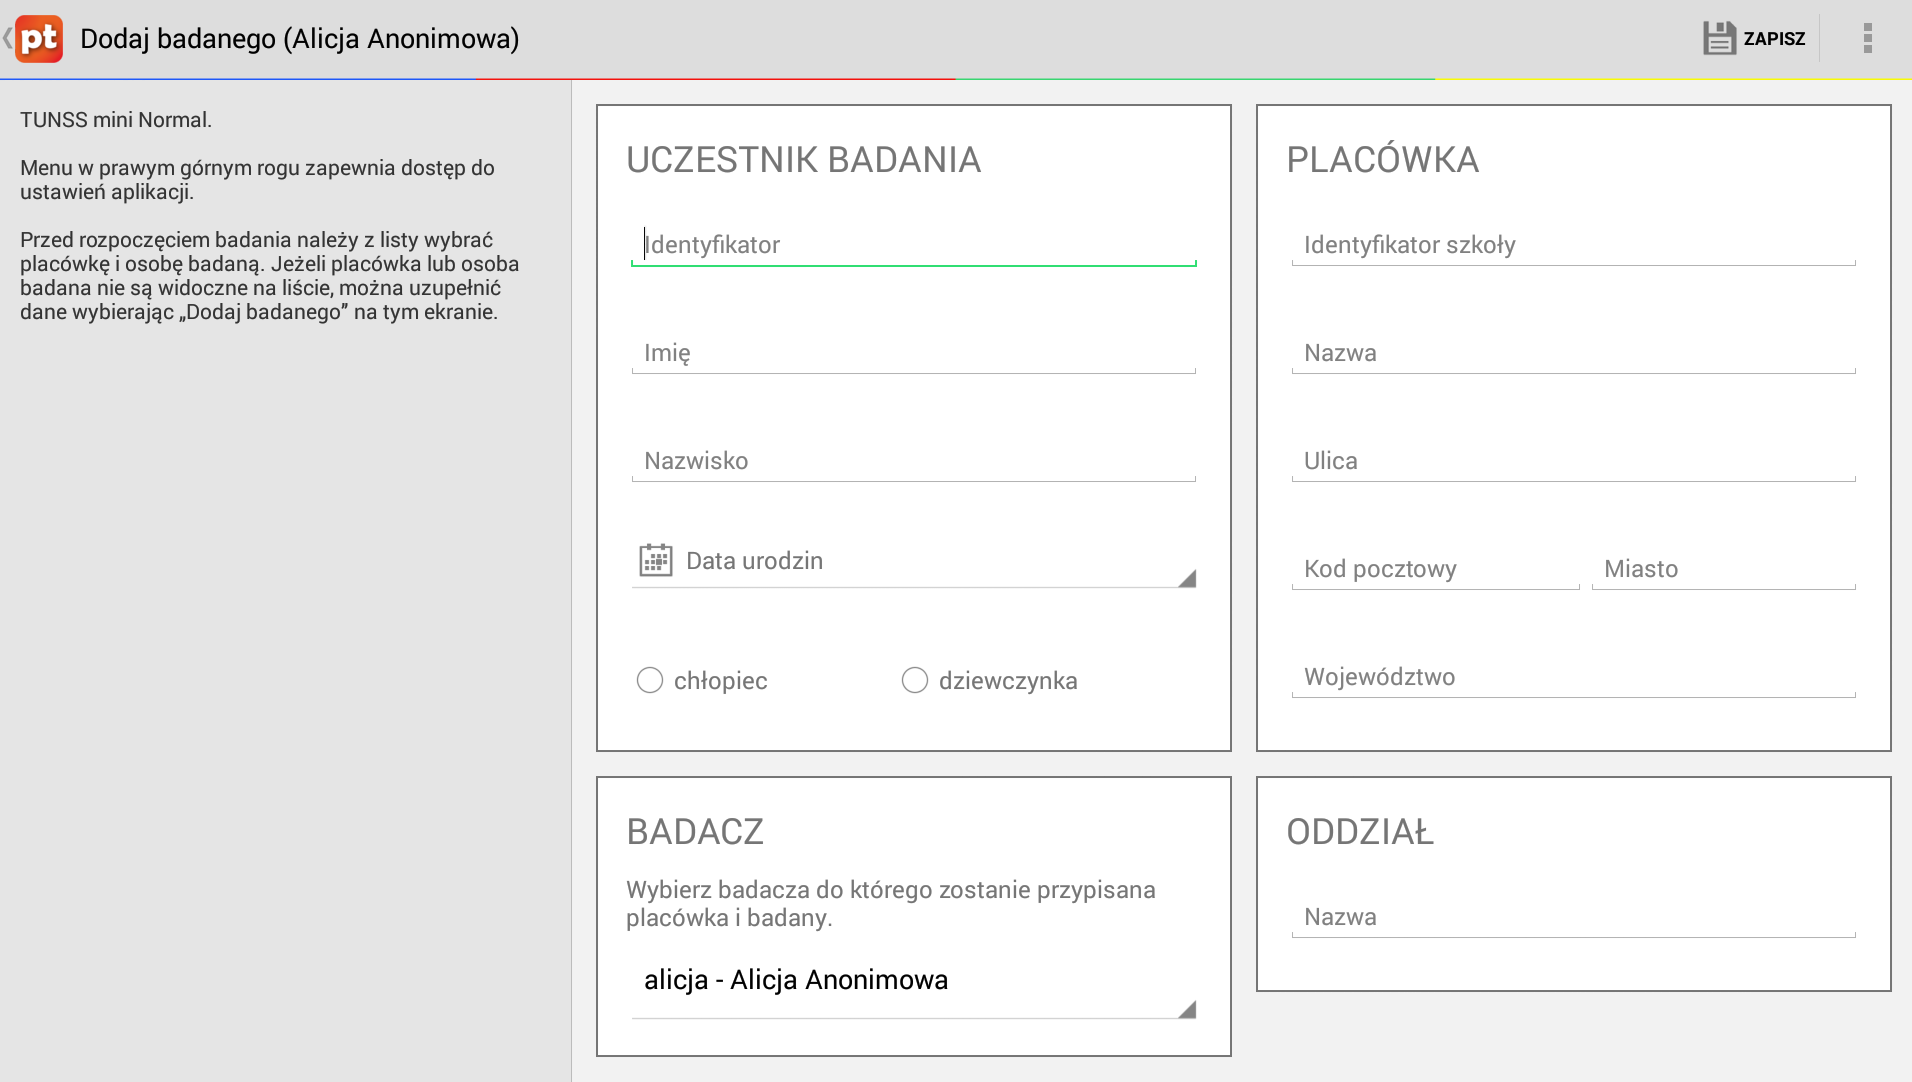 pt Dodaj badanego (Alicja Anonimowa)
ZAPISZ
TUNSS mini Normal.
Menu w prawym górnym rogu zapewnia dostęp do
ustawień aplikacji.
Przed rozpoczęciem badania należy z listy wybrać
placówkę i osobę badaną. Jeżeli placówka lub osoba
badana nie są widoczne na liście, można uzupełnić
dane wybierając „Dodaj badanego” na tym ekranie.
UCZESTNIK BADANIA
Identyfikator
Imię
Nazwisko
Data urodzin
chłopiec
dziewczynka
PLACÓWKA
Identyfikator szkoły
Nazwa
Ulica
Kod pocztowy
Miasto
Województwo
BADACZ
Wybierz badacza do którego zostanie przypisana
placówka i badany.
alicja - Alicja Anonimowa
ODDZIAŁ
Nazwa